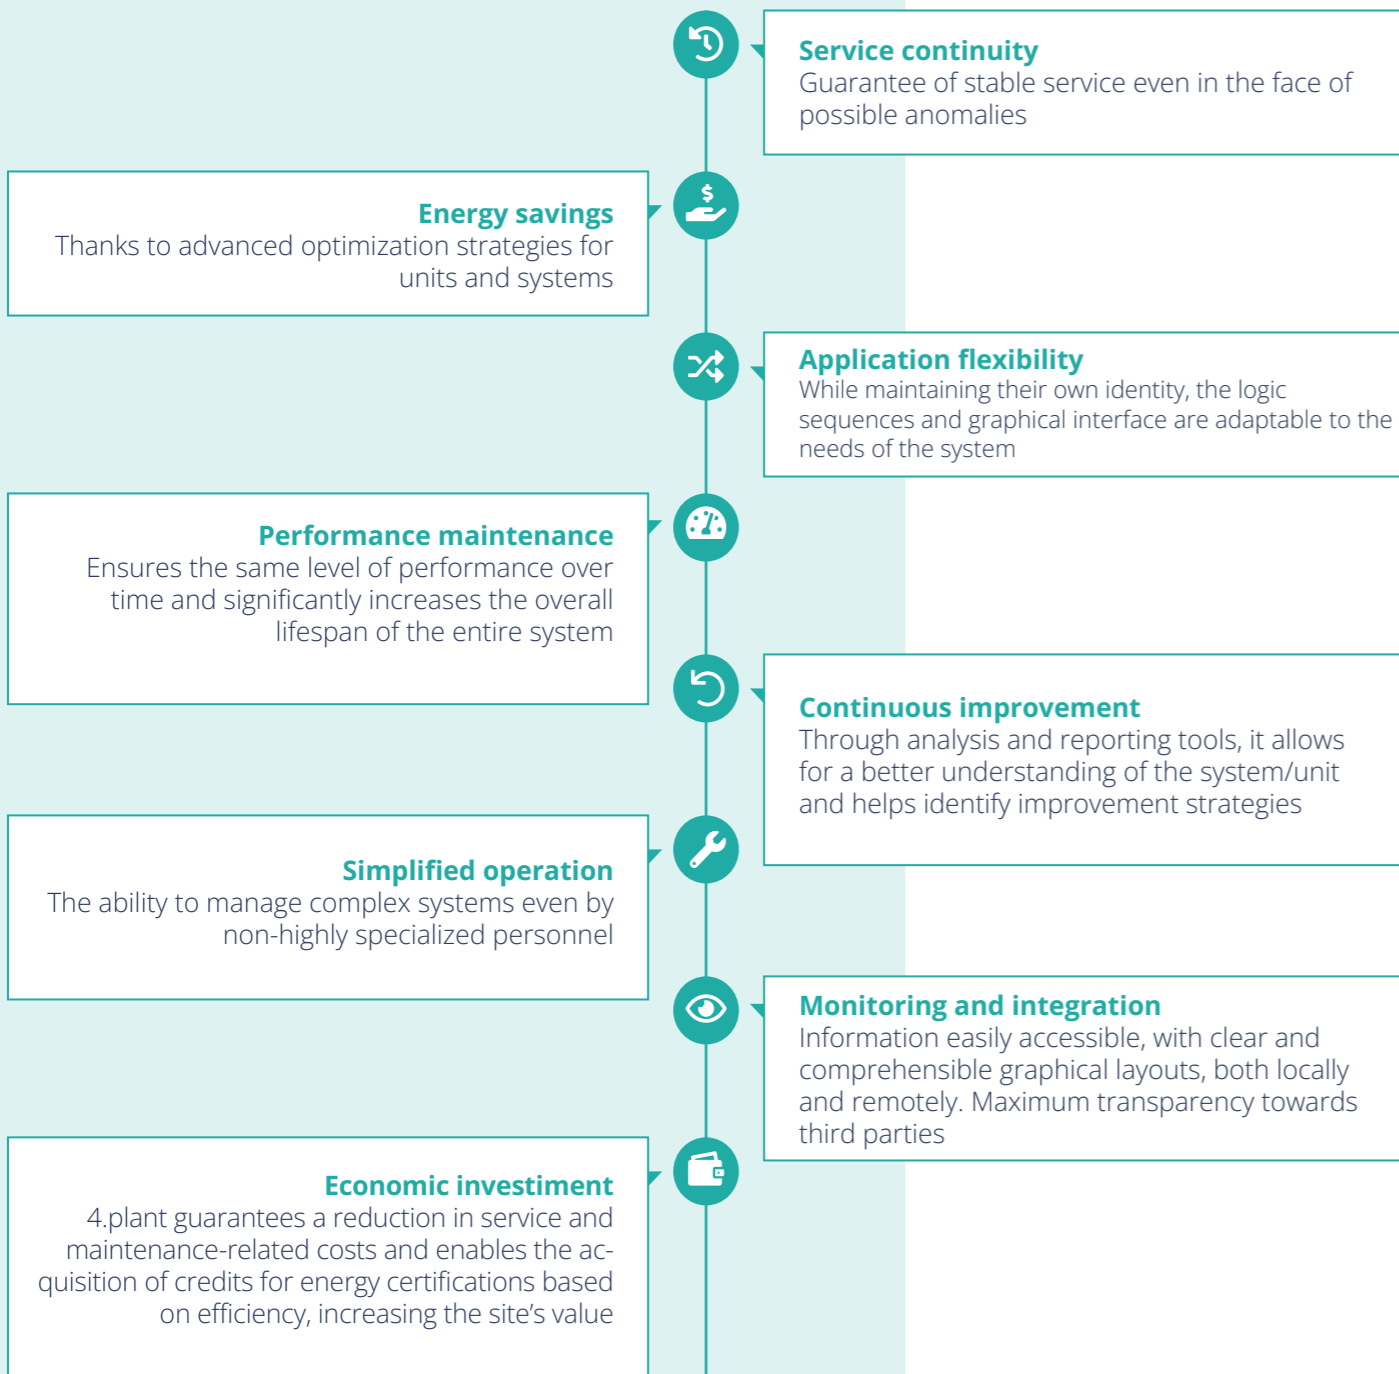 Service continuity
Guarantee of stable service even in the face of
possible anomalies
Energy savings
Thanks to advanced optimization strategies for
units and systems
Application flexibility
While maintaining their own identity, the logic
sequences and graphical interface are adaptable to the
needs of the system
Performance maintenance
Ensures the same level of performance over
time and significantly increases the overall
lifespan of the entire system
Continuous improvement
Through analysis and reporting tools, it allows
for a better understanding of the system/unit
and helps identify improvement strategies
Simplified operation
The ability to manage complex systems even by
non-highly specialized personnel
Monitoring and integration
Information easily accessible, with clear and
comprehensible graphical layouts, both locally
and remotely. Maximum transparency towards
third parties
Economic investiment
4.plant guarantees a reduction in service and
maintenance-related costs and enables the ac-
quisition of credits for energy certifications based
on efficiency, increasing the site’s value